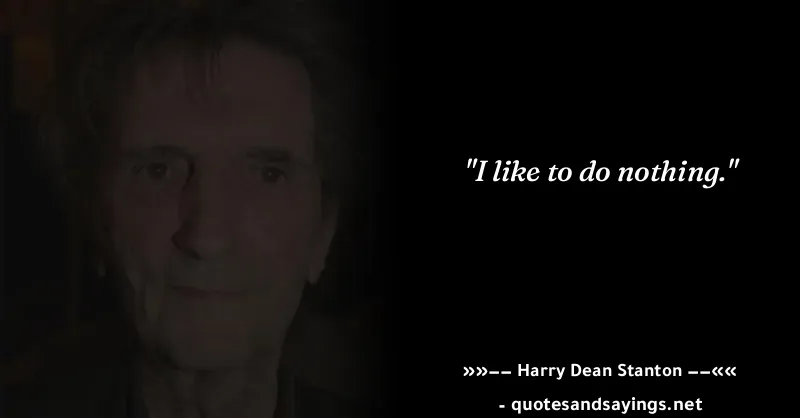 "I like to do nothing."
»»−− Harry Dean Stanton −−««
- quotesandsayings.net